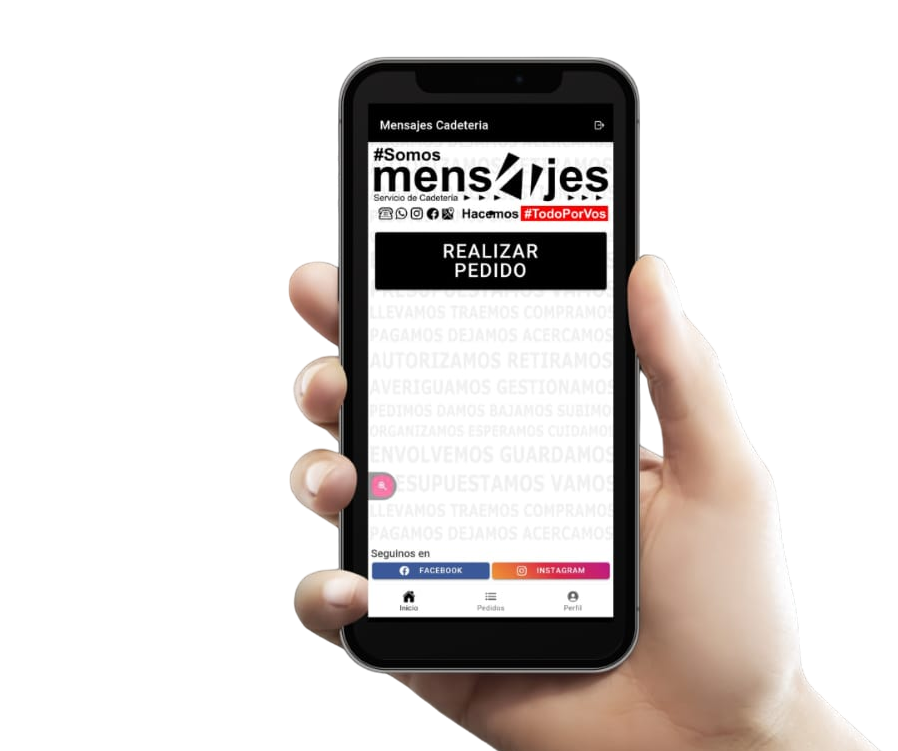 Mensajes Cadeteria
#Somos
mensajes
Servicio de Cadeteria
Hacemos #TodoPorVos
REALIZAR
PEDIDO
PRESUPUESTAMOS VAMOS
LLEVAMOS TRAEMOS COMPRAMOS
PAGAMOS DEJAMOS ACERCAMOS
AUTORIZAMOS RETIRAMOS
AVERIGUAMOS GESTIONAMOS
PEDIMOS DAMOS BAJAMOS SUBIMO
ORGANIZAMOS ESPERAMOS CUIDAMOS
ENVOLVEMOS GUARDAMOS
ESUPUESTAMOS VAMOS
LLEVAMOS TRAEMOS COMPRAMOS
PAGAMOS DEJAMOS ACERCAMOS
Seguinos en
FACEBOOK
INSTAGRAM
Inicio
Pedidos
Perfil